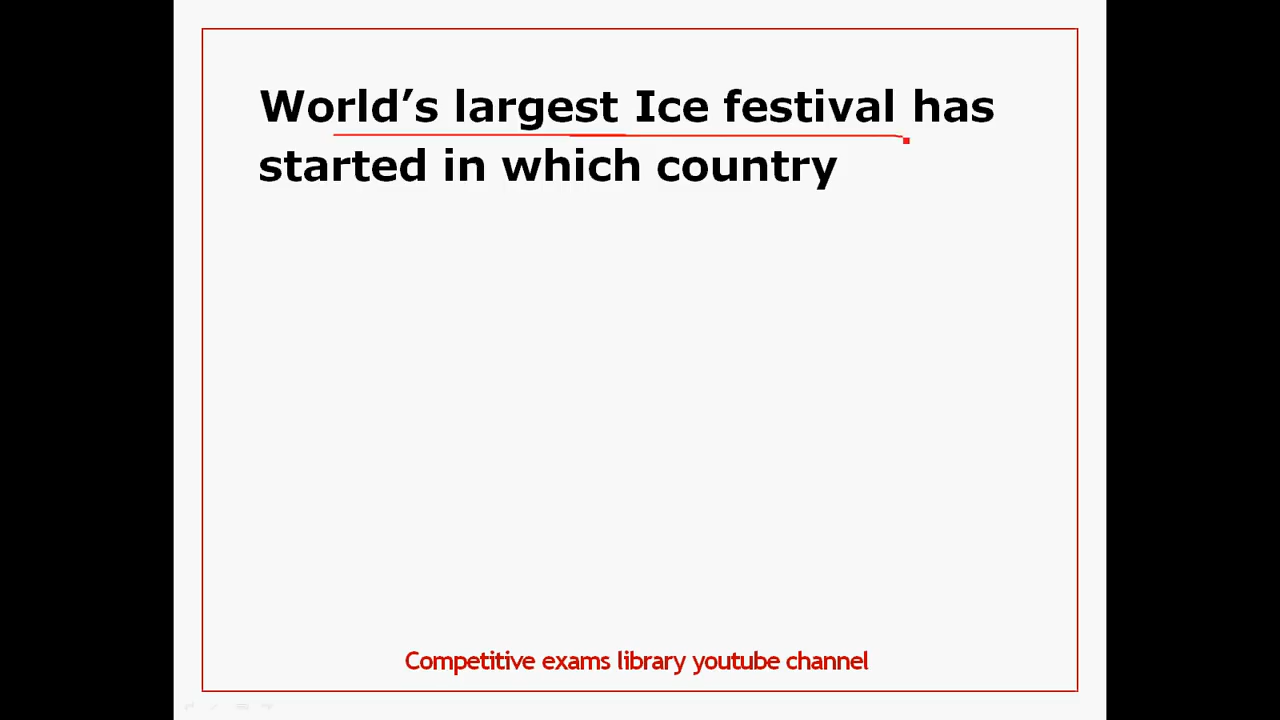 World’s largest Ice festival has
started in which country
Competitive exams library youtube channel